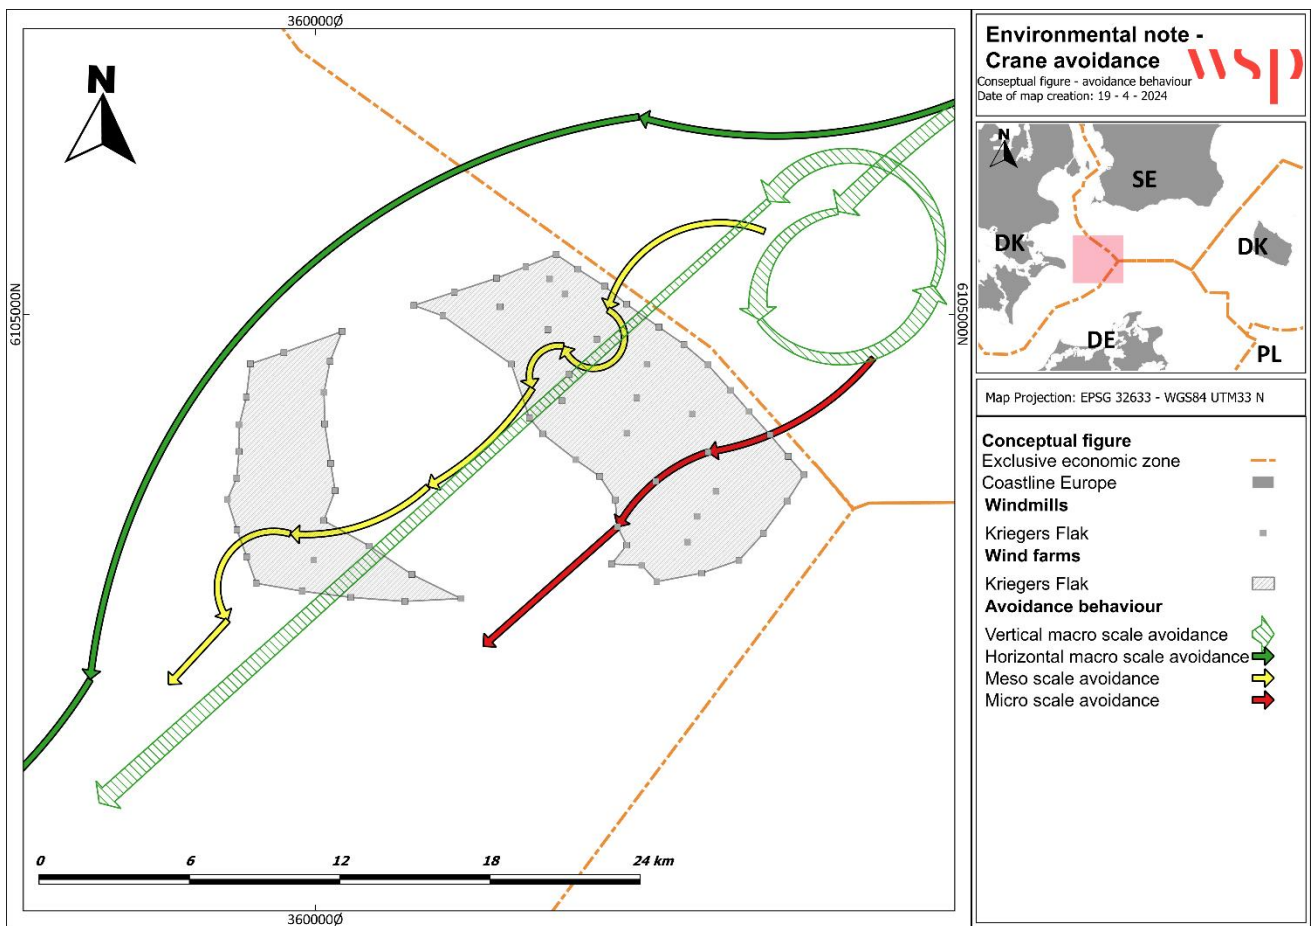 360000Ø
N
6105000N
6105000N
0 6 12 18 24 km
360000Ø
Environmental note -
Crane avoidance
wsp
Conseptual figure - avoidance behaviour
Date of map creation: 19 - 4 - 2024
N
SE
DK
DK
DE
PL
Map Projection: EPSG 32633 - WGS84 UTM33 N
Conceptual figure
Exclusive economic zone
Coastline Europe
Windmills
Kriegers Flak
Wind farms
Kriegers Flak
Avoidance behaviour
Vertical macro scale avoidance
Horizontal macro scale avoidance
Meso scale avoidance
Micro scale avoidance